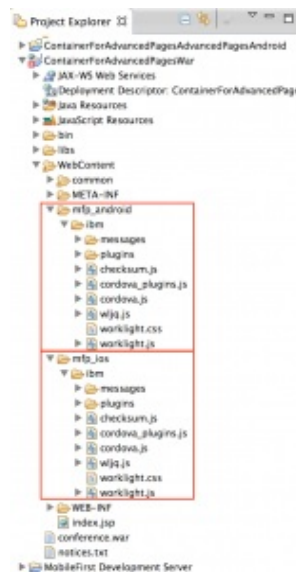 Project Explorer
ContainerForAdvancedPagesAdvancedPagesAndroid
ContainerForAdvancedPagesWar
JAX-WS Web Services
Deployment Descriptor: ContainerForAdvancedPage
Java Resources
JavaScript Resources
bin
libs
WebContent
common
META-INF
mfp_android
ibm
messages
plugins
checksum.js
cordova_plugins.js
cordova.js
wljq.js
worklight.css
worklight.js
mfp_ios
ibm
messages
plugins
checksum.js
cordova_plugins.js
cordova.js
wljq.js
worklight.css
worklight.js
WEB-INF
index.jsp
conference.war
notices.txt
MobileFirst Development Server